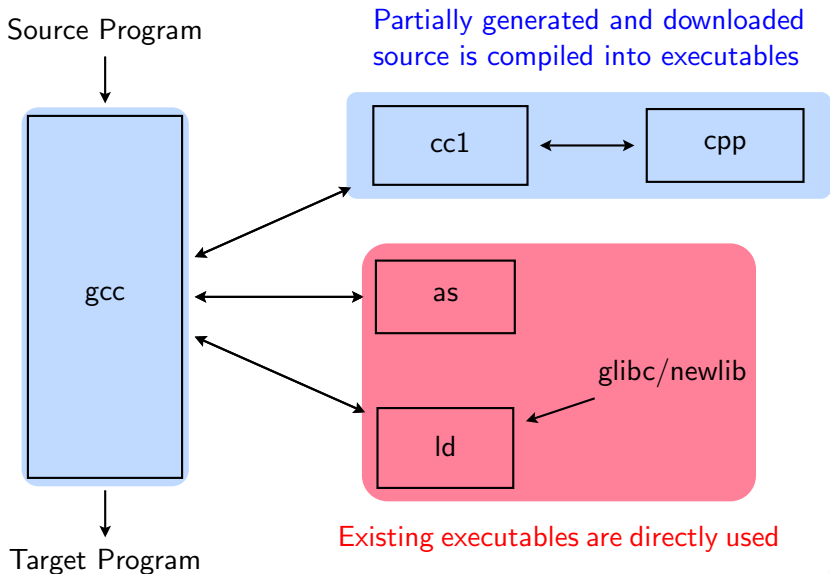 Source Program
Partially generated and downloaded
source is compiled into executables
cc1
cpp
gcc
as
glibc/newlib
ld
Existing executables are directly used
Target Program